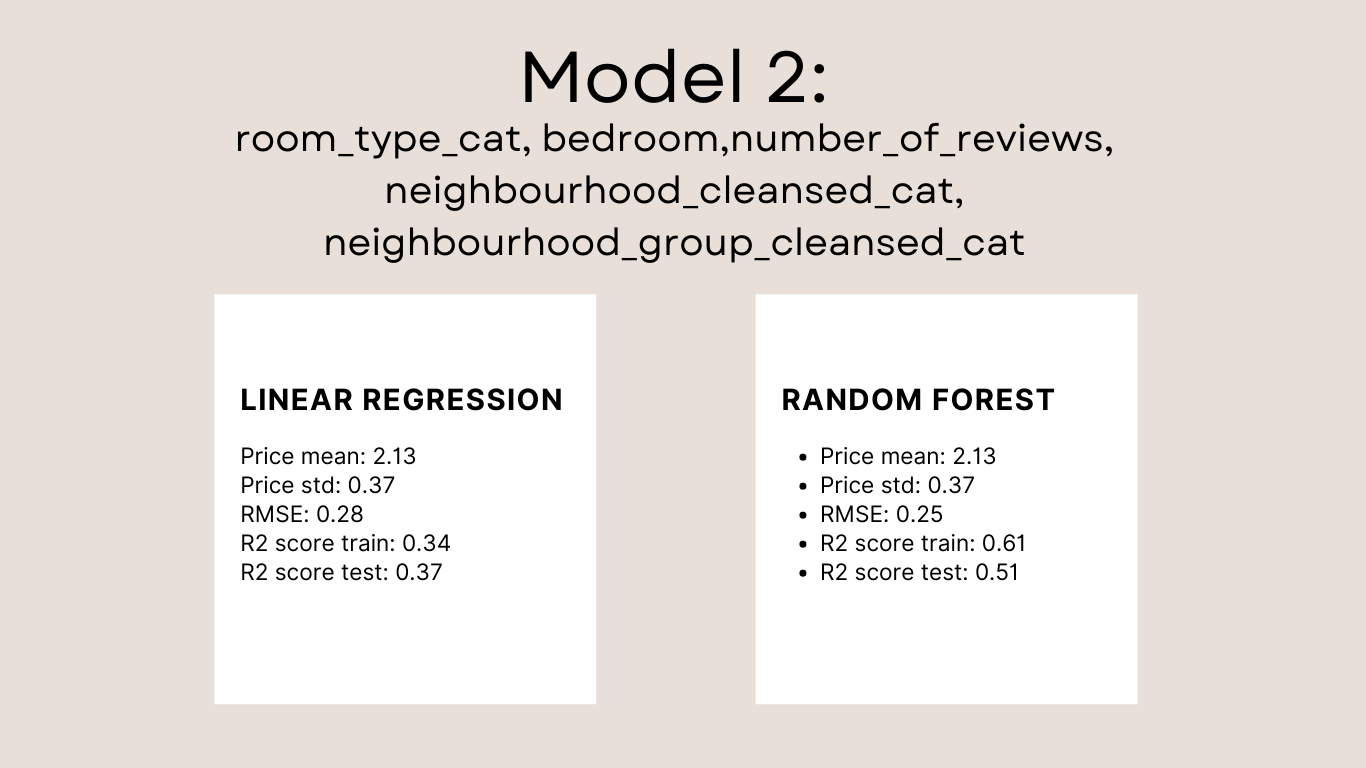 Model 2:
room_type_cat, bedroom,number_of_reviews,
neighbourhood_cleansed_cat,
neighbourhood_group_cleansed_cat
LINEAR REGRESSION
Price mean: 2.13
Price std: 0.37
RMSE: 0.28
R2 score train: 0.34
R2 score test: 0.37
RANDOM FOREST
• Price mean: 2.13
• Price std: 0.37
• RMSE: 0.25
• R2 score train: 0.61
• R2 score test: 0.51